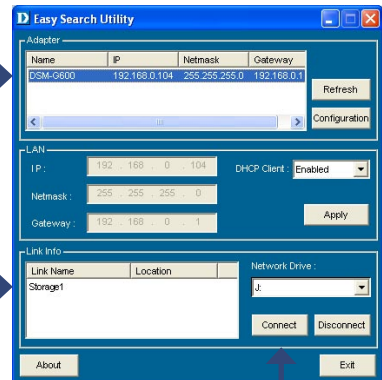 D Easy Search Utility
Adapter
Name IP Netmask Gateway
DSM-G600 192.168.0.104 255.255.255.0 192.168.0.1
Refresh
Configuration
LAN
IP : 192 . 168 . 0 . 104 DHCP Client : Enabled
Netmask : 255 . 255 . 255 . 0
Gateway : 192 . 168 . 0 . 1 Apply
Link Info
Link Name Location Network Drive :
Storage1 J:
Connect Disconnect
About Exit